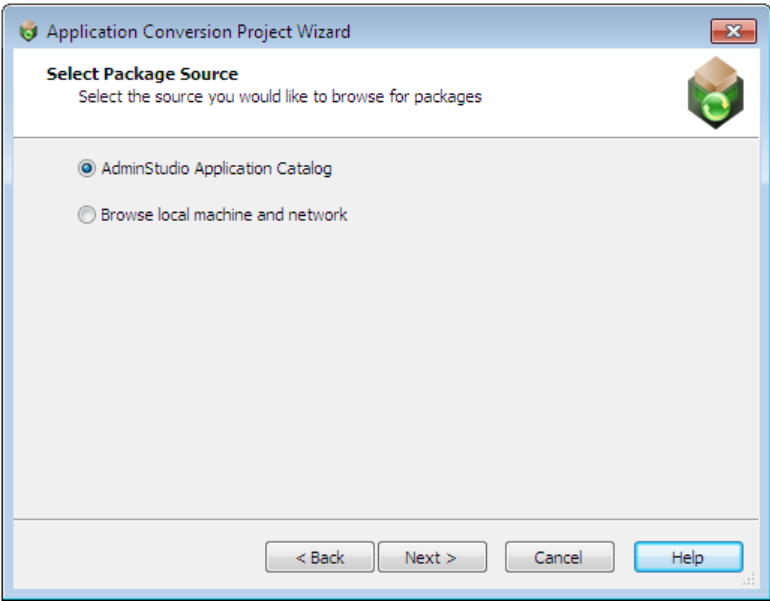 Application Conversion Project Wizard
Select Package Source
Select the source you would like to browse for packages
AdminStudio Application Catalog
Browse local machine and network
< Back Next > Cancel Help